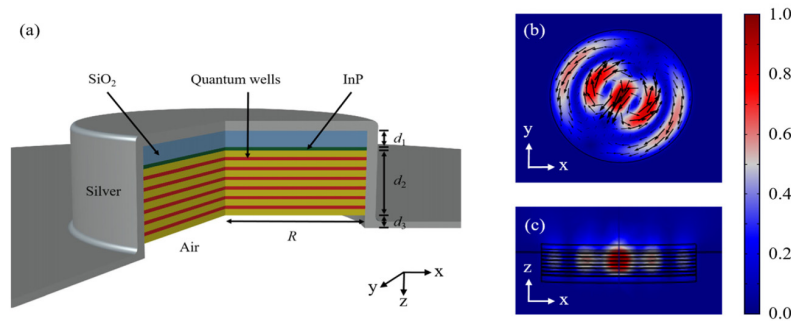 (a)
SiO2
Quantum wells
InP
d1
d2
d3
Silver
Air
R
x
y
z
(b)
y
x
(c)
z
x
1.0
0.8
0.6
0.4
0.2
0.0